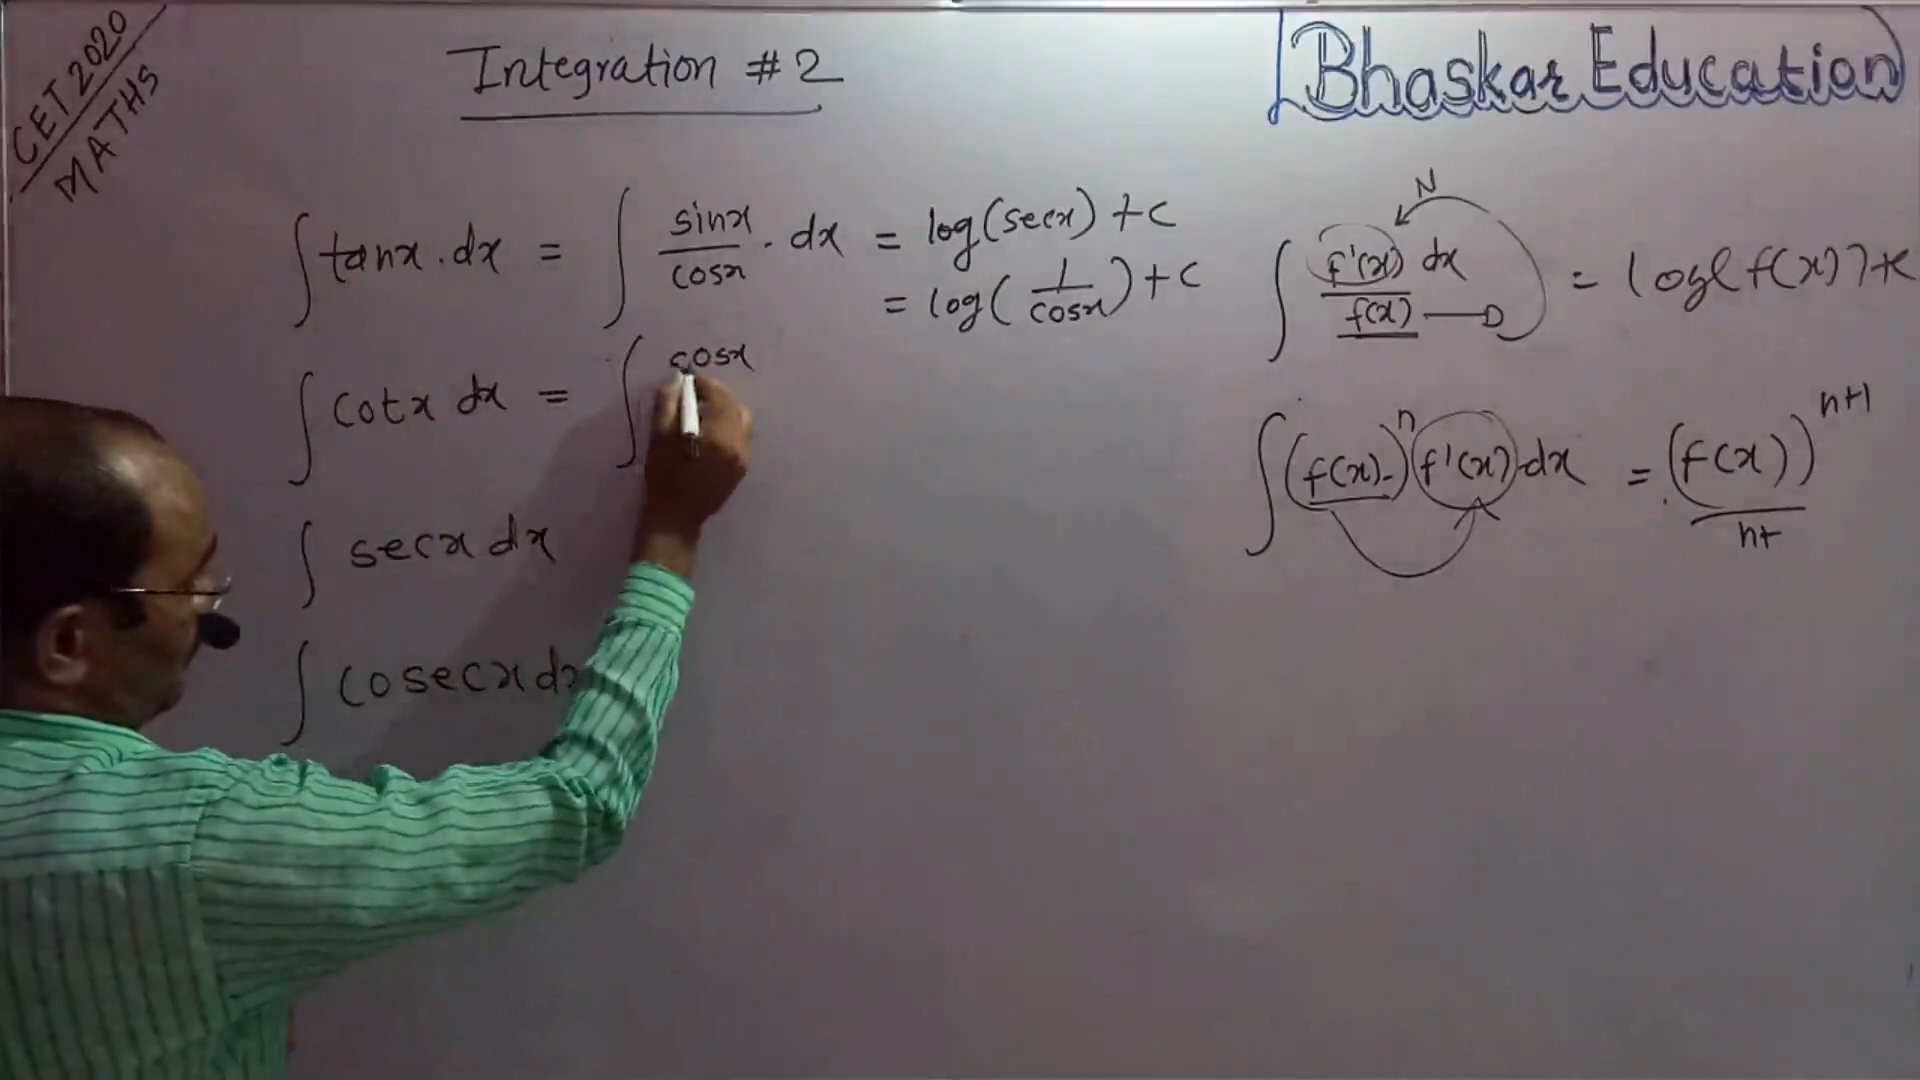 CET 2020
MATHS
Integration #2
Bhaskar Education
∫ tanx . dx = ∫ sinx/cosx . dx = log(secx) + c
= log(1/cosx) + c
∫ cotx dx = ∫ cosx
∫ secx dx
∫ cosecx dx
N
∫ f'(x)/f(x) dx = log(f(x)) + c
D
∫ (f(x).)ⁿ f'(x) dx = (f(x))ⁿ⁺¹/n+